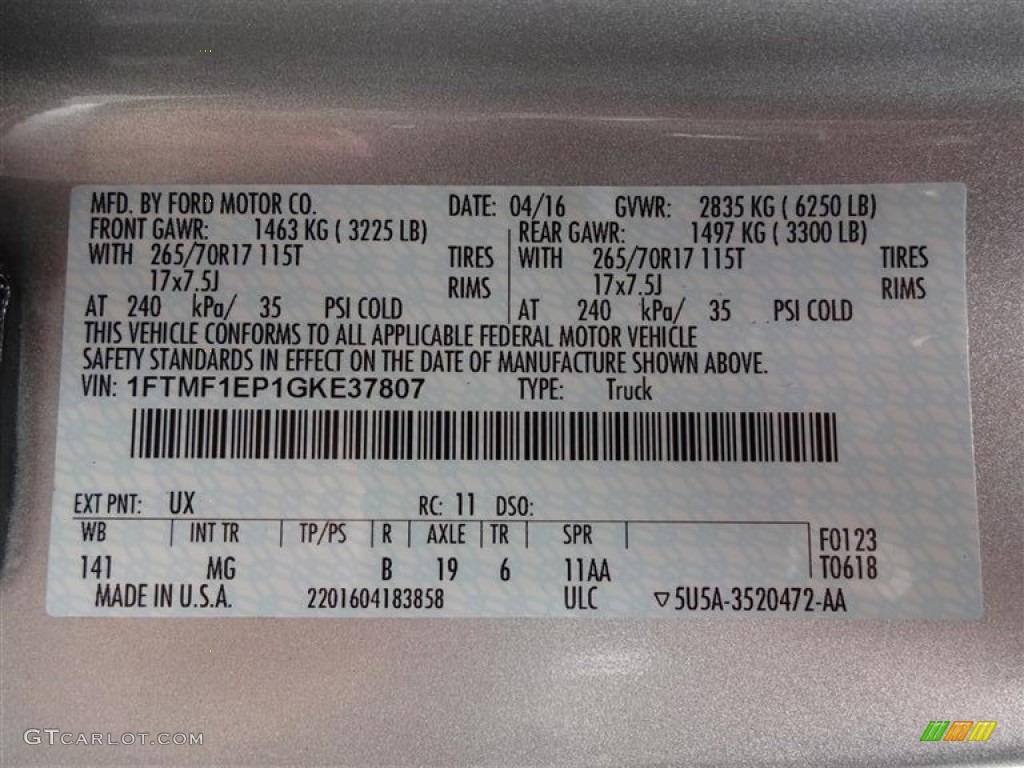 MFD. BY FORD MOTOR CO. DATE: 04/16 GVWR: 2835 KG ( 6250 LB)
FRONT GAWR: 1463 KG ( 3225 LB) REAR GAWR: 1497 KG ( 3300 LB)
WITH 265/70R17 115T TIRES WITH 265/70R17 115T TIRES
17x7.5J RIMS 17x7.5J RIMS
AT 240 kPa/ 35 PSI COLD AT 240 kPa/ 35 PSI COLD
THIS VEHICLE CONFORMS TO ALL APPLICABLE FEDERAL MOTOR VEHICLE
SAFETY STANDARDS IN EFFECT ON THE DATE OF MANUFACTURE SHOWN ABOVE.
VIN: 1FTMF1EP1GKE37807 TYPE: Truck
EXT PNT: UX RC: 11 DSO:
WB INT TR TP/PS R AXLE TR SPR F0123
141 MG B 19 6 11AA T0618
MADE IN U.S.A. 2201604183858 ULC ▽5U5A-3520472-AA
GTCARLOT.COM